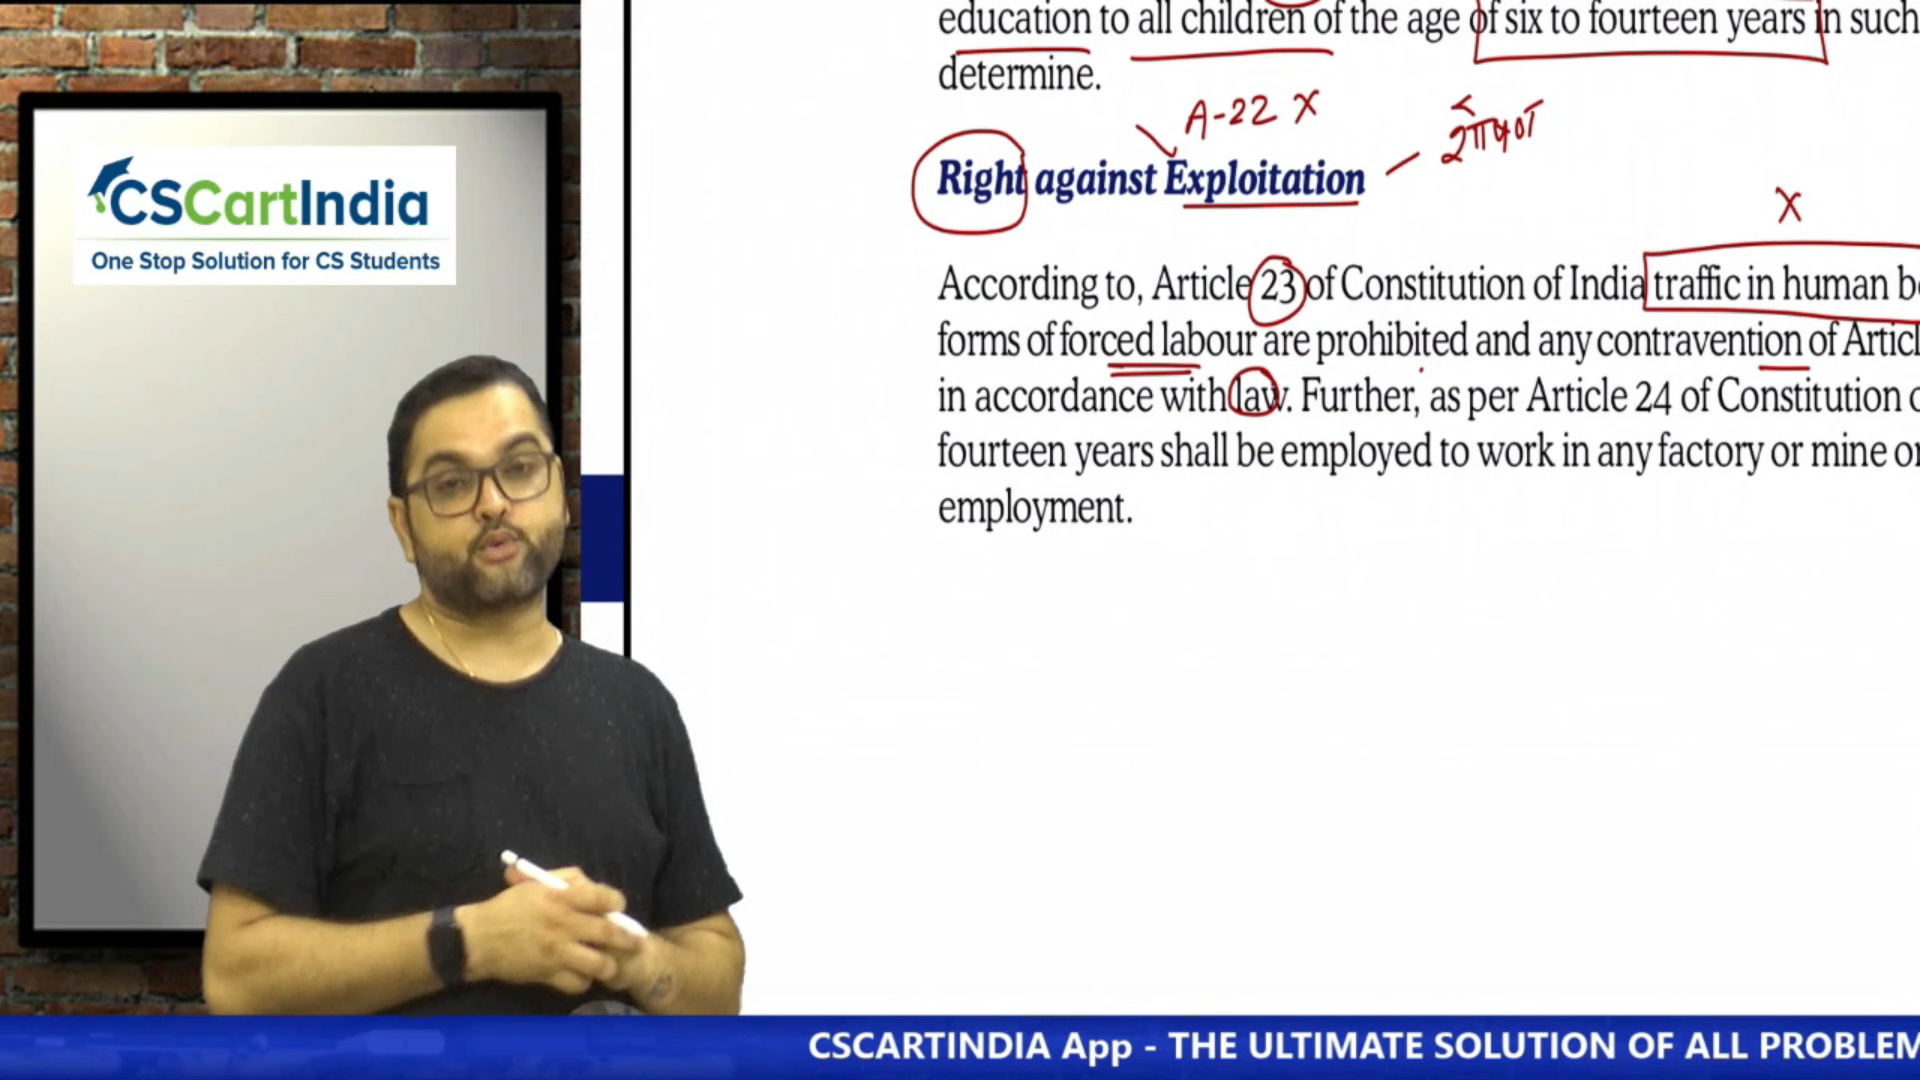 education to all children of the age of six to fourteen years in such
determine.
A-22 X
Right against Exploitation
X
According to, Article 23 of Constitution of India traffic in human b
forms of forced labour are prohibited and any contravention of Articl
in accordance with law. Further, as per Article 24 of Constitution o
fourteen years shall be employed to work in any factory or mine or
employment.
CSCartIndia
One Stop Solution for CS Students
CSCARTINDIA App - THE ULTIMATE SOLUTION OF ALL PROBLEM